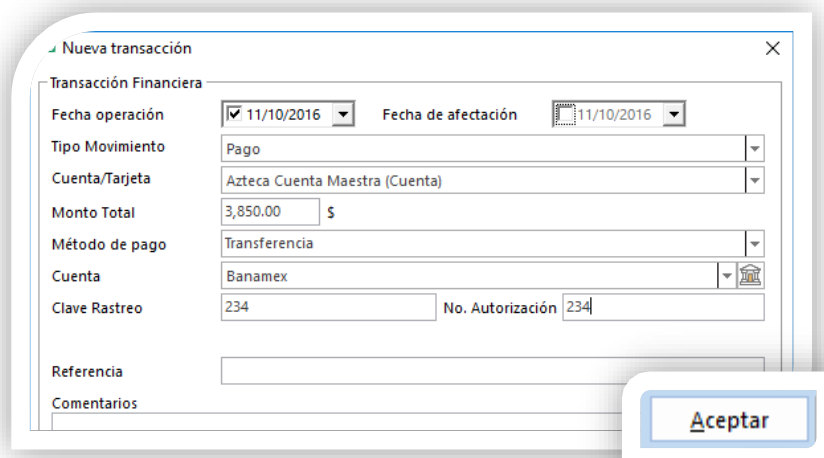 Nueva transacción
Transacción Financiera
Fecha operación 11/10/2016 Fecha de afectación 11/10/2016
Tipo Movimiento Pago
Cuenta/Tarjeta Azteca Cuenta Maestra (Cuenta)
Monto Total 3,850.00 $
Método de pago Transferencia
Cuenta Banamex
Clave Rastreo 234 No. Autorización 234
Referencia
Comentarios
Aceptar